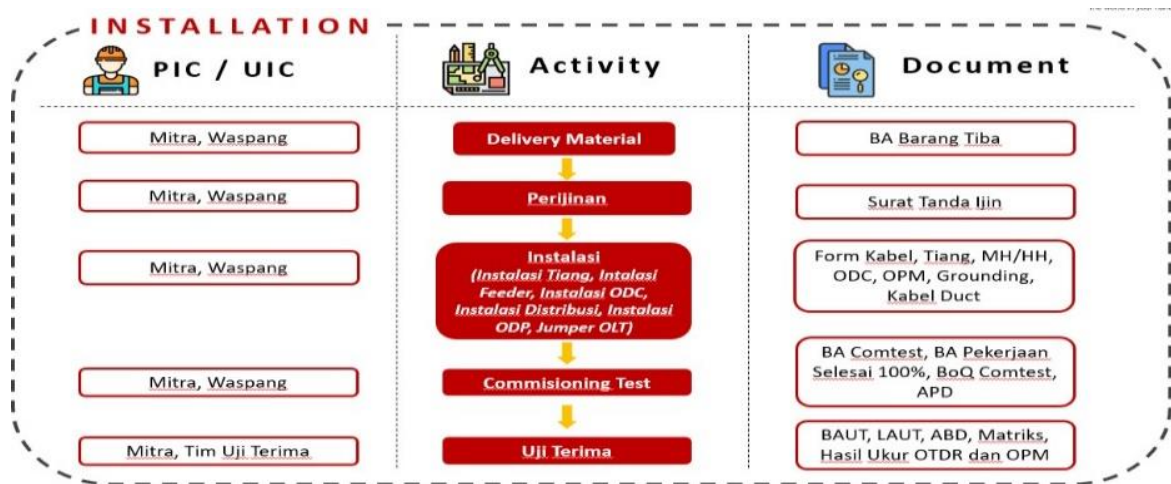 INSTALLATION
PIC / UIC
Activity
Document
Mitra, Waspang
Delivery Material
BA Barang Tiba
Mitra, Waspang
Perijinan
Surat Tanda Ijin
Mitra, Waspang
Instalasi
(Instalasi Tiang, Intalasi
Feeder, Instalasi ODC,
Instalasi Distribusi, Instalasi
ODP, Jumper OLT)
Form Kabel, Tiang, MH/HH,
ODC, OPM, Grounding,
Kabel Duct
Mitra, Waspang
Commisioning Test
BA Comtest, BA Pekerjaan
Selesai 100%, BoQ Comtest,
APD
Mitra, Tim Uji Terima
Uji Terima
BAUT, LAUT, ABD, Matriks,
Hasil Ukur OTDR dan OPM